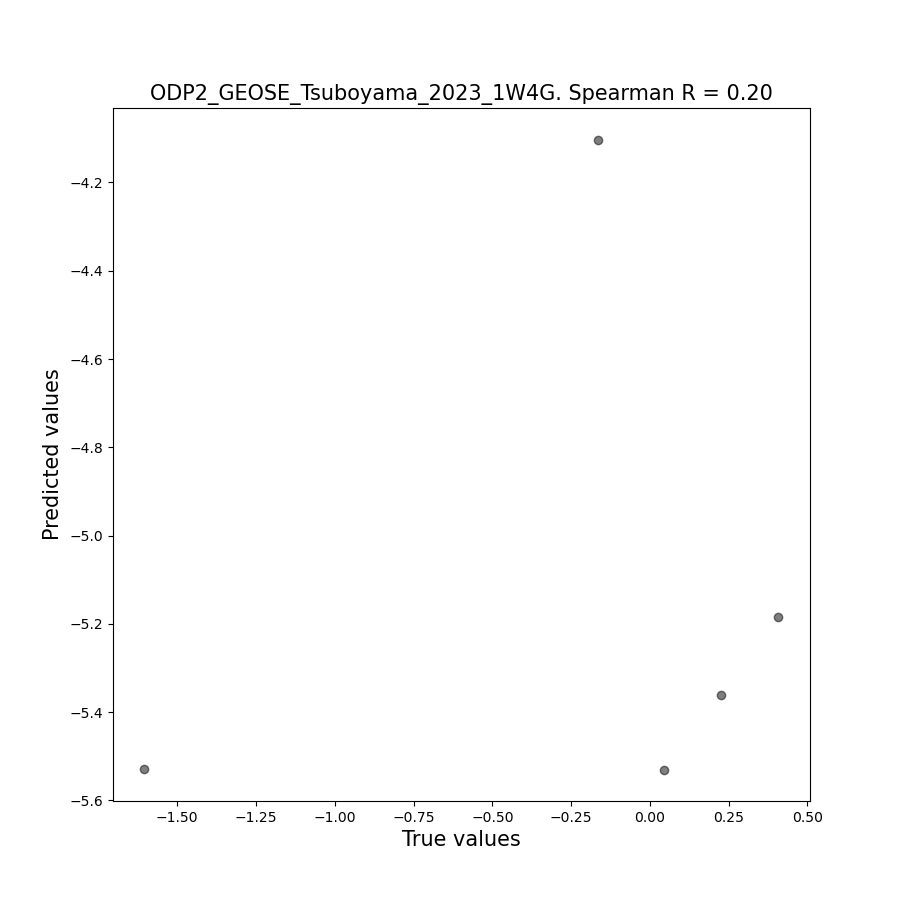 ODP2_GEOSE_Tsuboyama_2023_1W4G. Spearman R = 0.20
Predicted values
−4.2
−4.4
−4.6
−4.8
−5.0
−5.2
−5.4
−5.6
−1.50 −1.25 −1.00 −0.75 −0.50 −0.25 0.00 0.25 0.50
True values